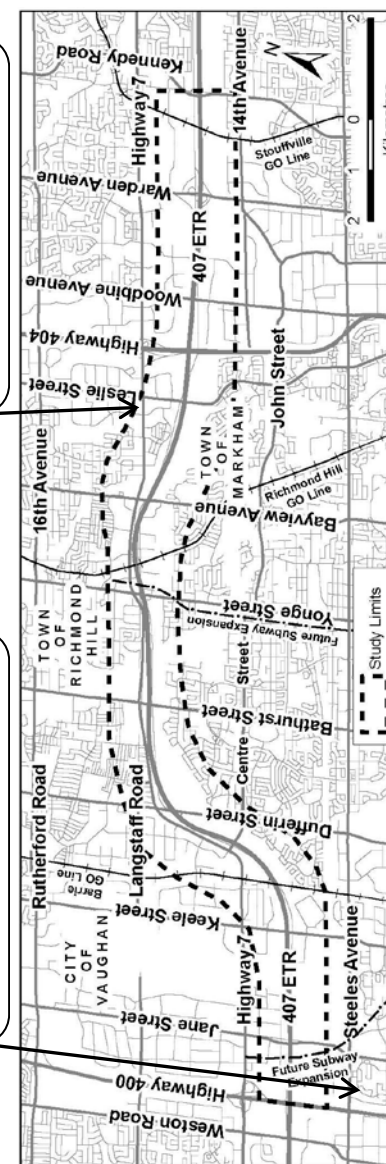 Kennedy Road
Highway 7
14th Avenue
Stouffville
GO Line
Warden Avenue
407 ETR
Woodbine Avenue
Highway 404
Leslie Street
John Street
TOWN
OF
MARKHAM
16th Avenue
Bayview Avenue
Richmond Hill
GO Line
TOWN
OF
RICHMOND
HILL
Yonge Street
Future Subway Expansion
Bathurst Street
Centre Street
Rutherford Road
Langstaff Road
Dufferin Street
Barrie
GO Line
Keele Street
CITY
OF
VAUGHAN
Highway 7
407 ETR
Steeles Avenue
Jane Street
Future Subway
Expansion
Highway 400
Weston Road
N
2 1 0 2
Study Limits